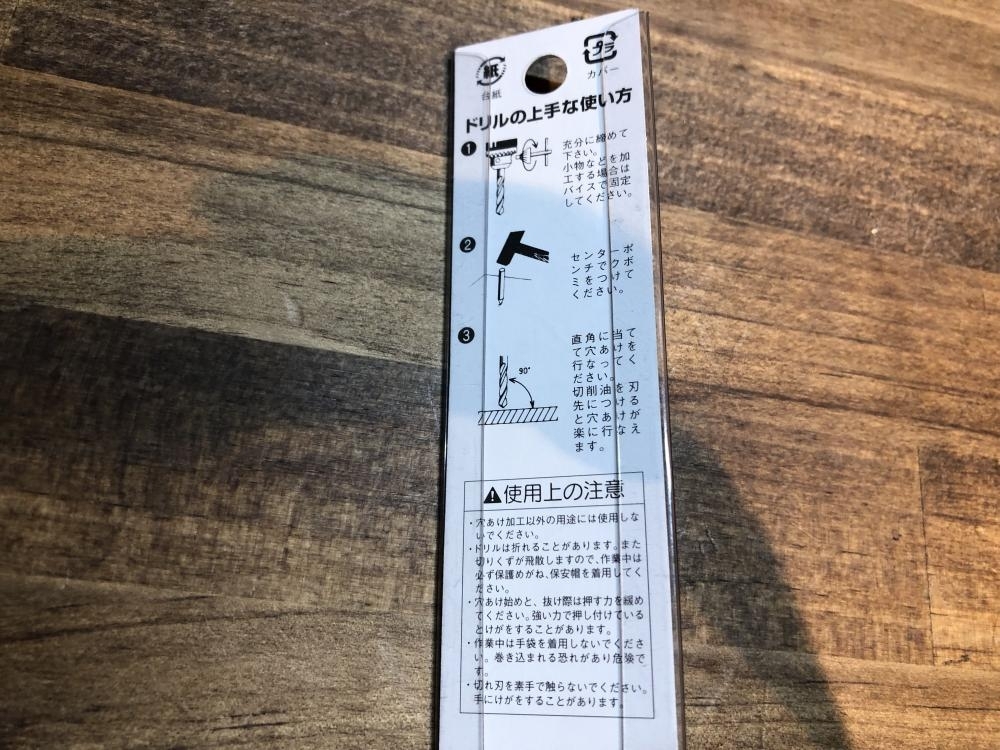 紙
台紙
プラ
カバー
ドリルの上手な使い方
1
充分に締めて
下さい。
小物などを加
工する場合は
バイスで固定
してください。
2
センターポ
ンチでクボ
ミをつけて
ください。
3
90°
直角に当て
て穴あけを
行なってく
ださい。
切削油を刃
先につける
と穴あけが
楽に行なえ
ます。
使用上の注意
・穴あけ加工以外の用途には使用しな
いでください。
・ドリルは折れることがあります。また
切りくずが飛散しますので、作業中は
必ず保護めがね、保安帽を着用してく
ださい。
・穴あけ始めと、抜け際は押す力を緩め
てください。強い力で押し付けている
とけがをすることがあります。
・作業中は手袋を着用しないでくださ
い。巻き込まれる恐れがあり危険で
す。
・切れ刃を素手で触らないでください。
手にけがをすることがあります。